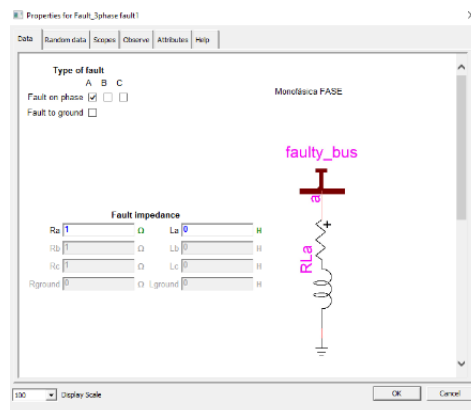 Properties for Fault_3phase fault1
Data Random data Scopes Observe Attributes Help
Type of fault
A B C
Fault on phase
Fault to ground
Monofásica FASE
faulty_bus
a
+
RLa
Fault impedance
Ra 1 Ω La 0 H
Rb 1 Ω Lb 0 H
Rc 1 Ω Lc 0 H
Rground 0 Ω Lground 0 H
100 Display Scale OK Cancel